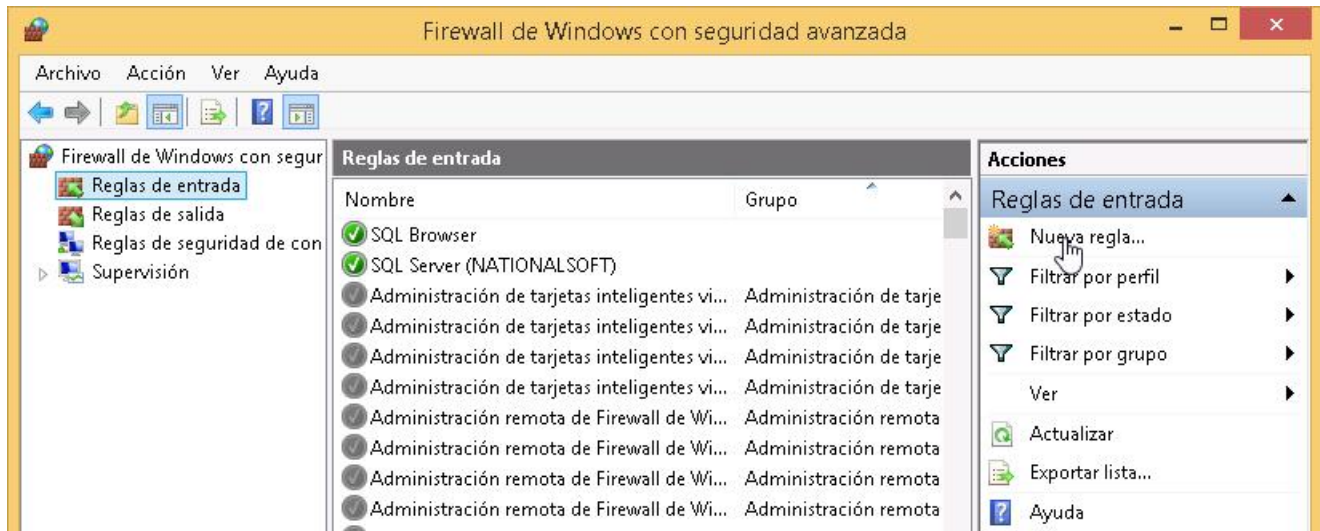 Firewall de Windows con seguridad avanzada
Archivo Acción Ver Ayuda
Firewall de Windows con segur
Reglas de entrada
Reglas de salida
Reglas de seguridad de con
Supervisión
Reglas de entrada
Nombre Grupo
SQL Browser
SQL Server (NATIONALSOFT)
Administración de tarjetas inteligentes vi... Administración de tarje
Administración de tarjetas inteligentes vi... Administración de tarje
Administración de tarjetas inteligentes vi... Administración de tarje
Administración de tarjetas inteligentes vi... Administración de tarje
Administración remota de Firewall de Wi... Administración remota
Administración remota de Firewall de Wi... Administración remota
Administración remota de Firewall de Wi... Administración remota
Administración remota de Firewall de Wi... Administración remota
Acciones
Reglas de entrada
Nueva regla...
Filtrar por perfil
Filtrar por estado
Filtrar por grupo
Ver
Actualizar
Exportar lista...
Ayuda